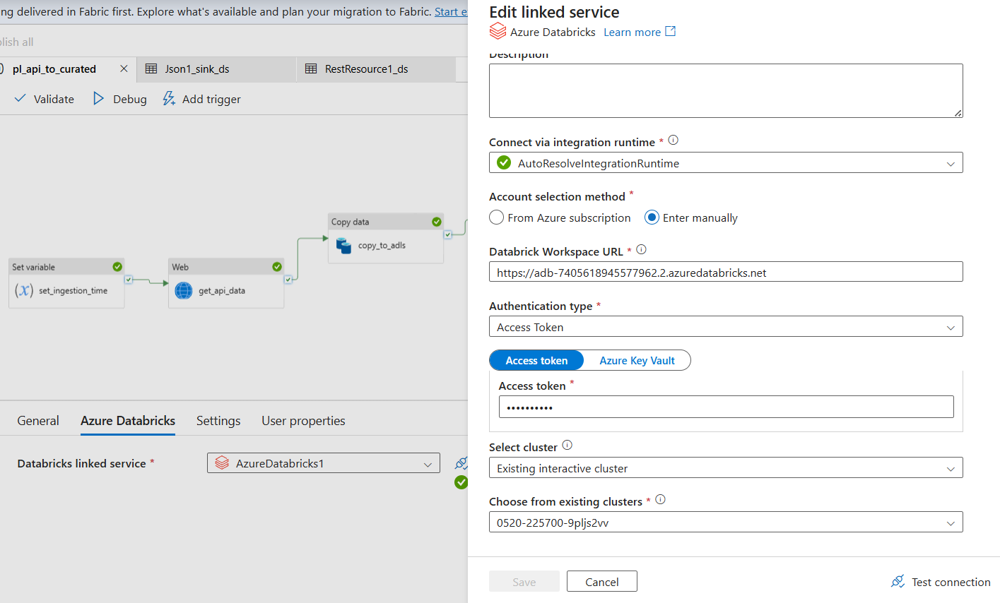 ng delivered in Fabric first. Explore what's available and plan your migration to Fabric. Start e
lish all
pl_api_to_curated
Json1_sink_ds
RestResource1_ds
Validate
Debug
Add trigger
Set variable
(x) set_ingestion_time
Web
get_api_data
Copy data
copy_to_adls
General
Azure Databricks
Settings
User properties
Databricks linked service *
AzureDatabricks1
Edit linked service
Azure Databricks Learn more
Description
Connect via integration runtime *
AutoResolveIntegrationRuntime
Account selection method *
From Azure subscription
Enter manually
Databrick Workspace URL *
https://adb-7405618945577962.2.azuredatabricks.net
Authentication type *
Access Token
Access token
Azure Key Vault
Access token *
••••••••••
Select cluster
Existing interactive cluster
Choose from existing clusters *
0520-225700-9pljs2vv
Save
Cancel
Test connection